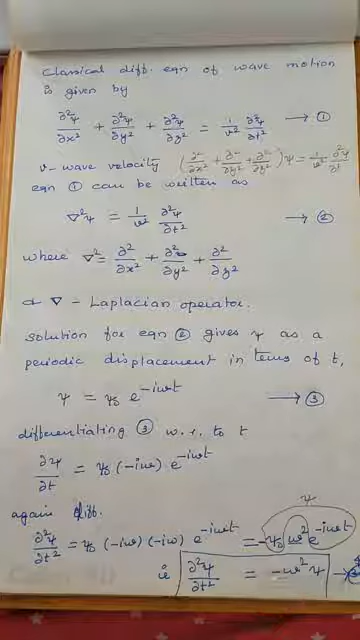 Classical diff. eqn of wave motion
is given by
∂²ψ/∂x² + ∂²ψ/∂y² + ∂²ψ/∂z² = 1/v² ∂²ψ/∂t² → ①
v - wave velocity (∂²/∂x² + ∂²/∂y² + ∂²/∂z²)ψ = 1/v² ∂²ψ/∂t
eqn ① can be written as
∇²ψ = 1/v² ∂²ψ/∂t² → ②
where ∇² = ∂²/∂x² + ∂²/∂y² + ∂²/∂z²
& ∇ - Laplacian operator.
Solution for eqn ② gives ψ as a
periodic displacement in terms of t,
ψ = ψ₀ e^(-iωt) → ③
differentiating ③ w.r. to t
∂ψ/∂t = ψ₀ (-iω) e^(-iωt)
again diff.
ψ
∂²ψ/∂t² = ψ₀ (-iω) (-iω) e^(-iωt) = -ψ₀ ω² e^(-iωt)
ie ∂²ψ/∂t² = -ω² ψ →